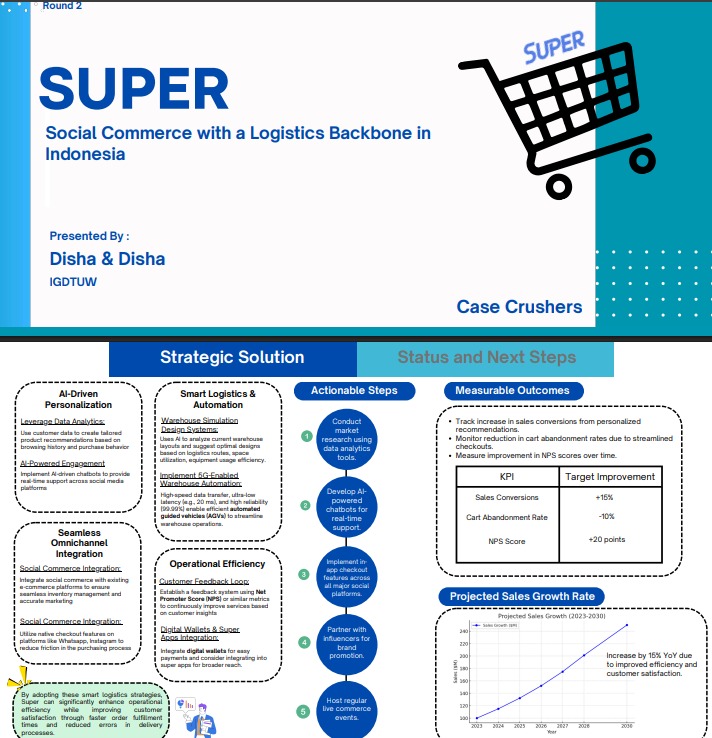 Round 2
SUPER
SUPER
Social Commerce with a Logistics Backbone in
Indonesia
Presented By :
Disha & Disha
IGDTUW
Case Crushers
Strategic Solution
Status and Next Steps
AI-Driven
Personalization
Leverage Data Analytics:
Use customer data to create tailored
product recommendations based on
browsing history and purchase behavior
AI-Powered Engagement
Implement AI-driven chatbots to provide
real-time support across social media
platforms
Seamless
Omnichannel
Integration
Social Commerce Integration:
Integrate social commerce with existing
e-commerce platforms to ensure
seamless inventory management and
accurate marketing
Social Commerce Integration:
Utilize native checkout features on
platforms like Whatsapp, Instagram to
reduce friction in the purchasing process
By adopting these smart logistics strategies,
Super can significantly enhance operational
efficiency while improving customer
satisfaction through faster order fulfillment
times and reduced errors in delivery
processes.
Smart Logistics &
Automation
Warehouse Simulation
Design Systems:
Uses AI to analyze current warehouse
layouts and suggest optimal designs
based on logistics routes, space
utilization, equipment usage efficiency.
Implement 5G-Enabled
Warehouse Automation:
High-speed data transfer, ultra-low
latency (e.g., 20 ms), and high reliability
(99.99%) enable efficient automated
guided vehicles (AGVs) to streamline
warehouse operations.
Operational Efficiency
Customer Feedback Loop:
Establish a feedback system using Net
Promoter Score (NPS) or similar metrics
to continuously improve services based
on customer insights
Digital Wallets & Super
Apps Integration:
Integrate digital wallets for easy
payments and consider integrating into
super apps for broader reach.
Actionable Steps
1
Conduct
market
research using
data analytics
tools.
2
Develop AI-
powered
chatbots for
real-time
support.
3
Implement in-
app checkout
features across
all major social
platforms.
4
Partner with
influencers for
brand
promotion.
5
Host regular
live commerce
events.
Measurable Outcomes
Track increase in sales conversions from personalized
recommendations.
Monitor reduction in cart abandonment rates due to streamlined
checkouts.
Measure improvement in NPS scores over time.
KPI Target Improvement
Sales Conversions +15%
Cart Abandonment Rate -10%
NPS Score +20 points
Projected Sales Growth Rate
Projected Sales Growth (2023-2030)
Sales Growth ($M)
Sales ($M)
240
220
200
180
160
140
120
100
2023 2024 2025 2026 2027 2028 2030
Year
Increase by 15% YoY due
to improved efficiency and
customer satisfaction.